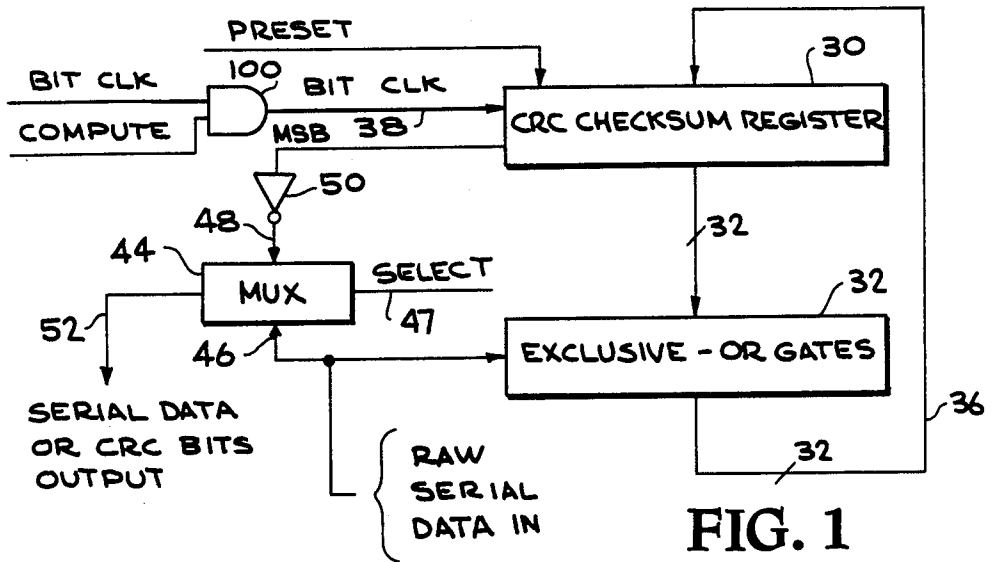 PRESET
30
BIT CLK
100
BIT CLK
COMPUTE
MSB 38
CRC CHECKSUM REGISTER
50
48
32
44
SELECT
MUX
47
32
52
46
EXCLUSIVE - OR GATES
36
SERIAL DATA
OR CRC BITS
OUTPUT
RAW
SERIAL
DATA IN
32
FIG. 1